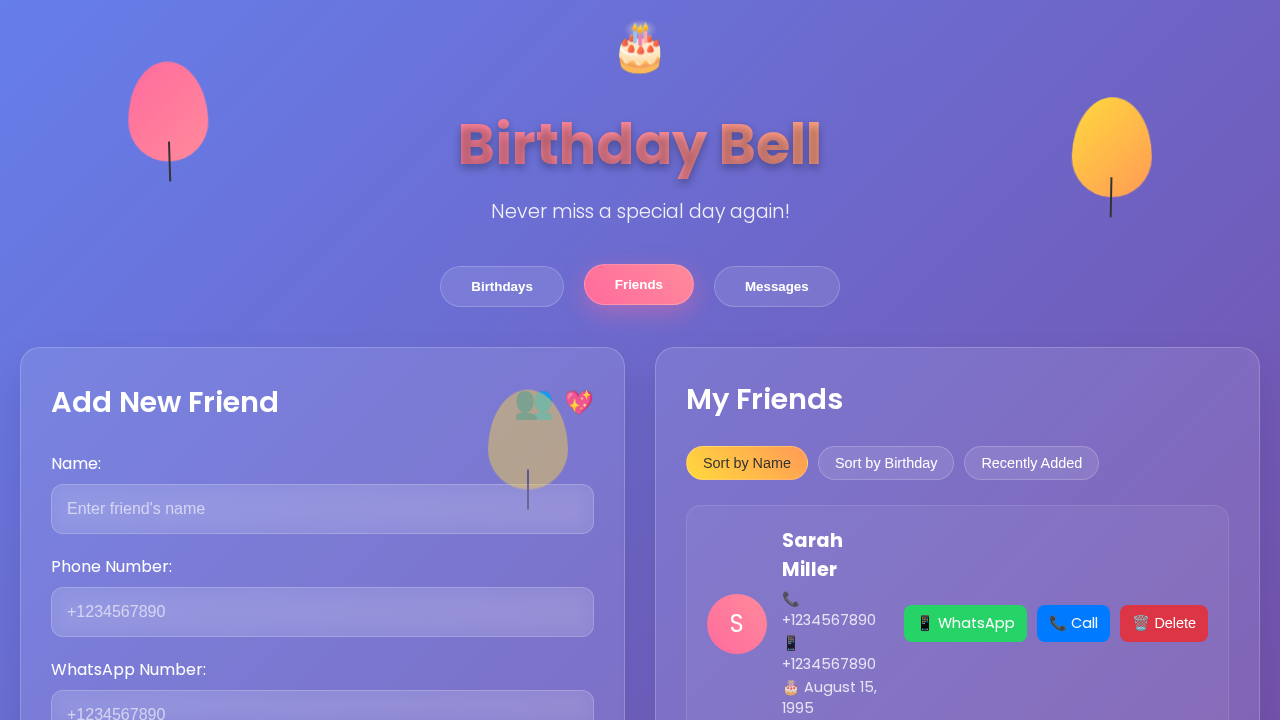 Birthday Bell
Never miss a special day again!
Birthdays
Friends
Messages
Add New Friend
Name:
Enter friend's name
Phone Number:
+1234567890
WhatsApp Number:
+1234567890
My Friends
Sort by Name
Sort by Birthday
Recently Added
S
Sarah
Miller
+1234567890
+1234567890
August 15,
1995
WhatsApp
Call
Delete